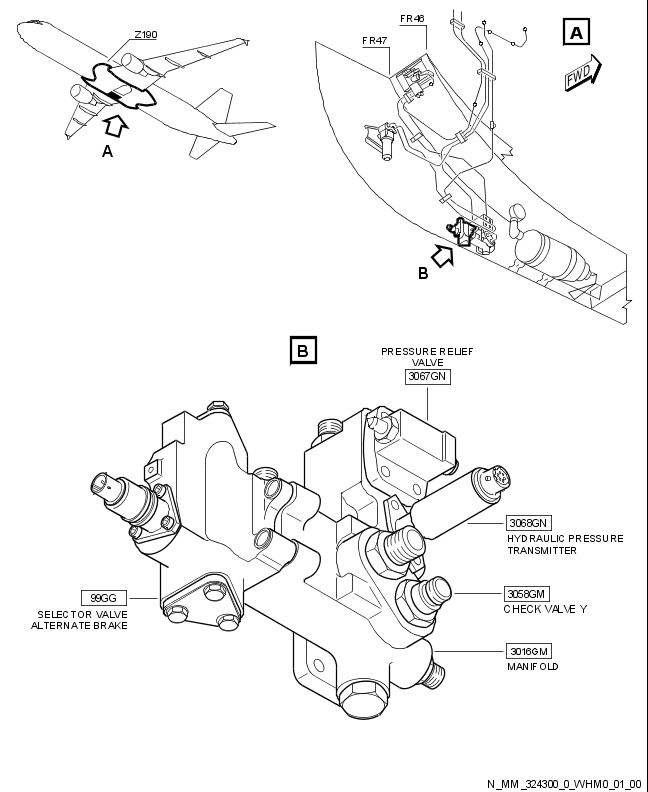 Z190
A
FR46
FR47
A
FWD
B
B
PRESSURE RELIEF
VALVE
3067GN
3068GN
HYDRAULIC PRESSURE
TRANSMITTER
99GG
SELECTOR VALVE
ALTERNATE BRAKE
3058GM
CHECK VALVE Y
3016GM
MANIFOLD
N_MM_324300_0_WHM0_01_00